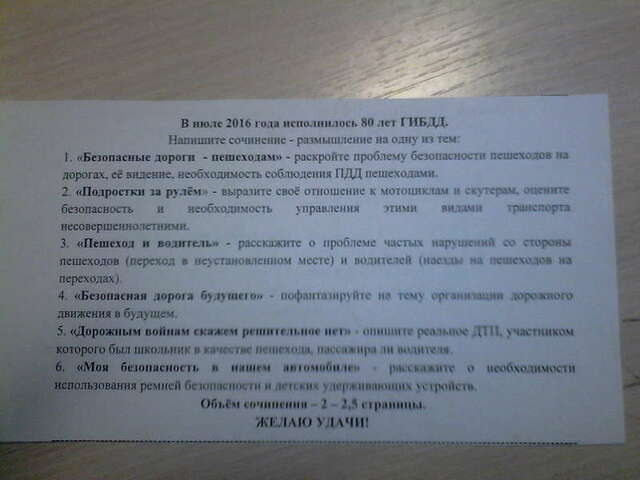 В июле 2016 года исполнилось 80 лет ГИБДД.
Напишите сочинение - размышление на одну из тем:
1. «Безопасные дороги - пешеходам» - раскройте проблему безопасности пешеходов на
дорогах, её видение, необходимость соблюдения ПДД пешеходами.
2. «Подростки за рулём» - выразите своё отношение к мотоциклам и скутерам, оцените
безопасность и необходимость управления этими видами транспорта
несовершеннолетними.
3. «Пешеход и водитель» - расскажите о проблеме частых нарушений со стороны
пешеходов (переход в неустановленном месте) и водителей (наезды на пешеходов на
переходах).
4. «Безопасная дорога будущего» - пофантазируйте на тему организации дорожного
движения в будущем.
5. «Дорожным войнам скажем решительное нет» - опишите реальное ДТП, участником
которого был школьник в качестве пешехода, пассажира ли водителя.
6. «Моя безопасность в нашем автомобиле» - расскажите о необходимости
использования ремней безопасности и детских удерживающих устройств.
Объём сочинения – 2 – 2,5 страницы.
ЖЕЛАЮ УДАЧИ!